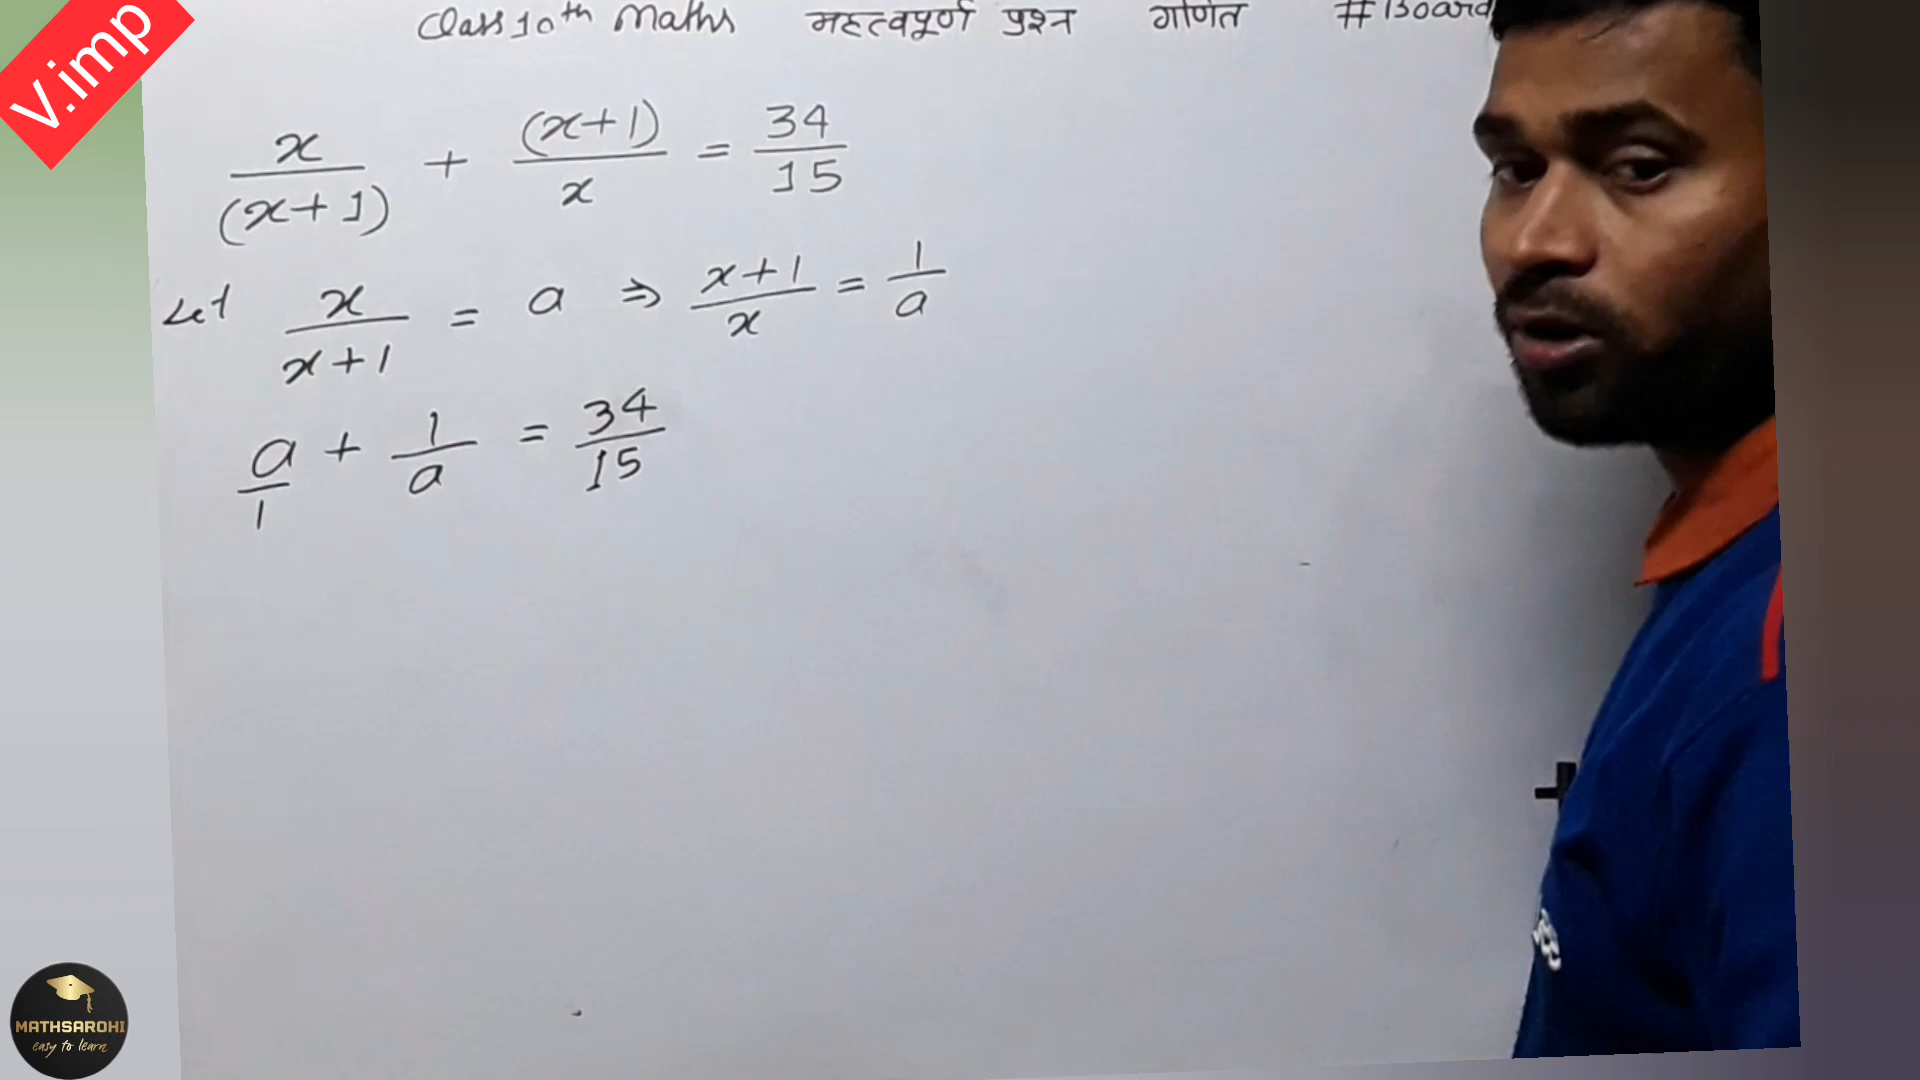 V.imp
Class 10th Maths महत्वपूर्ण प्रश्न गणित #Board
x/(x+1) + (x+1)/x = 34/15
Let x/x+1 = a ⇒ x+1/x = 1/a
a/1 + 1/a = 34/15
MATHSAROHI
easy to learn